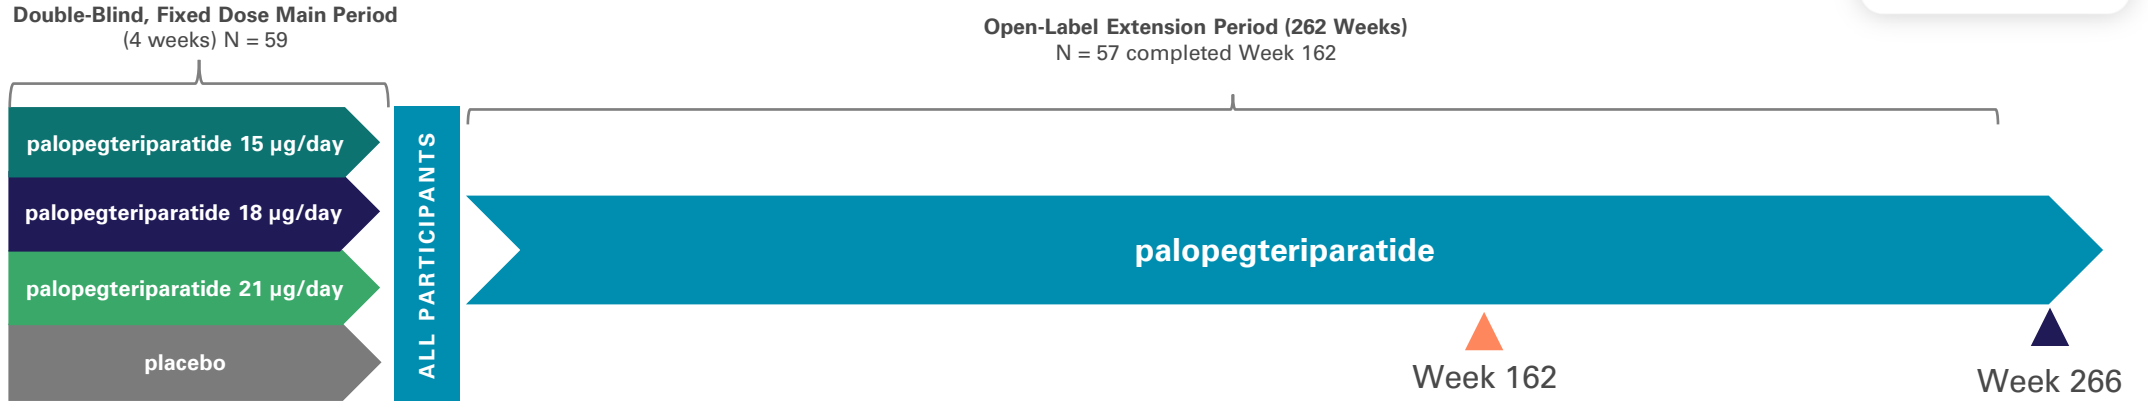 Double-Blind, Fixed Dose Main Period
(4 weeks) N = 59
Open-Label Extension Period (262 Weeks)
N = 57 completed Week 162
palopegteriparatide 15 µg/day
palopegteriparatide 18 µg/day
palopegteriparatide 21 µg/day
placebo
ALL PARTICIPANTS
palopegteriparatide
Week 162
Week 266